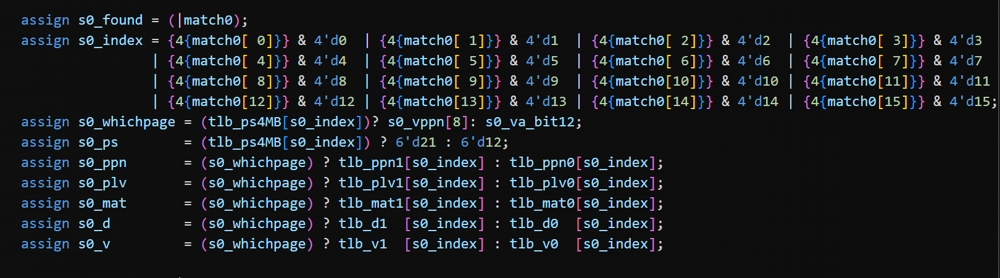 assign s0_found = (|match0);
assign s0_index = {4{match0[ 0]}} & 4'd0  | {4{match0[ 1]}} & 4'd1  | {4{match0[ 2]}} & 4'd2  | {4{match0[ 3]}} & 4'd3
                | {4{match0[ 4]}} & 4'd4  | {4{match0[ 5]}} & 4'd5  | {4{match0[ 6]}} & 4'd6  | {4{match0[ 7]}} & 4'd7
                | {4{match0[ 8]}} & 4'd8  | {4{match0[ 9]}} & 4'd9  | {4{match0[10]}} & 4'd10 | {4{match0[11]}} & 4'd11
                | {4{match0[12]}} & 4'd12 | {4{match0[13]}} & 4'd13 | {4{match0[14]}} & 4'd14 | {4{match0[15]}} & 4'd15;
assign s0_whichpage = (tlb_ps4MB[s0_index])? s0_vppn[8]: s0_va_bit12;
assign s0_ps        = (tlb_ps4MB[s0_index]) ? 6'd21 : 6'd12;
assign s0_ppn       = (s0_whichpage) ? tlb_ppn1[s0_index] : tlb_ppn0[s0_index];
assign s0_plv       = (s0_whichpage) ? tlb_plv1[s0_index] : tlb_plv0[s0_index];
assign s0_mat       = (s0_whichpage) ? tlb_mat1[s0_index] : tlb_mat0[s0_index];
assign s0_d         = (s0_whichpage) ? tlb_d1  [s0_index] : tlb_d0  [s0_index];
assign s0_v         = (s0_whichpage) ? tlb_v1  [s0_index] : tlb_v0  [s0_index];